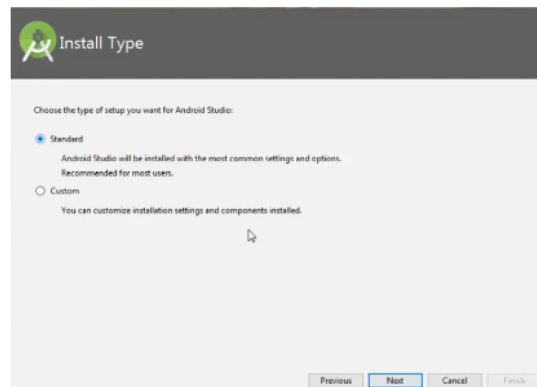 Install Type
Choose the type of setup you want for Android Studio:
Standard
Android Studio will be installed with the most common settings and options.
Recommended for most users.
Custom
You can customize installation settings and components installed.
Previous Next Cancel Finish